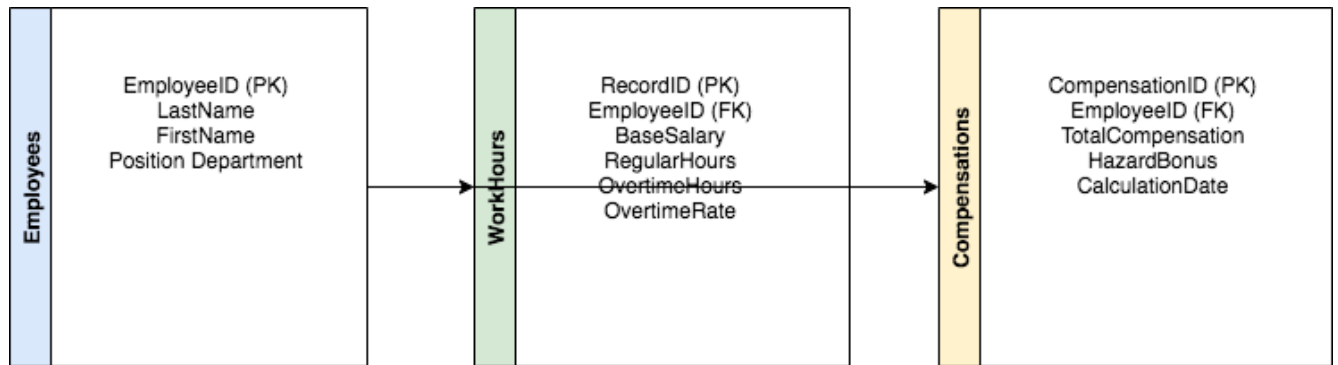 Employees
EmployeeID (PK)
LastName
FirstName
Position Department
WorkHours
RecordID (PK)
EmployeeID (FK)
BaseSalary
RegularHours
OvertimeHours
OvertimeRate
Compensations
CompensationID (PK)
EmployeeID (FK)
TotalCompensation
HazardBonus
CalculationDate